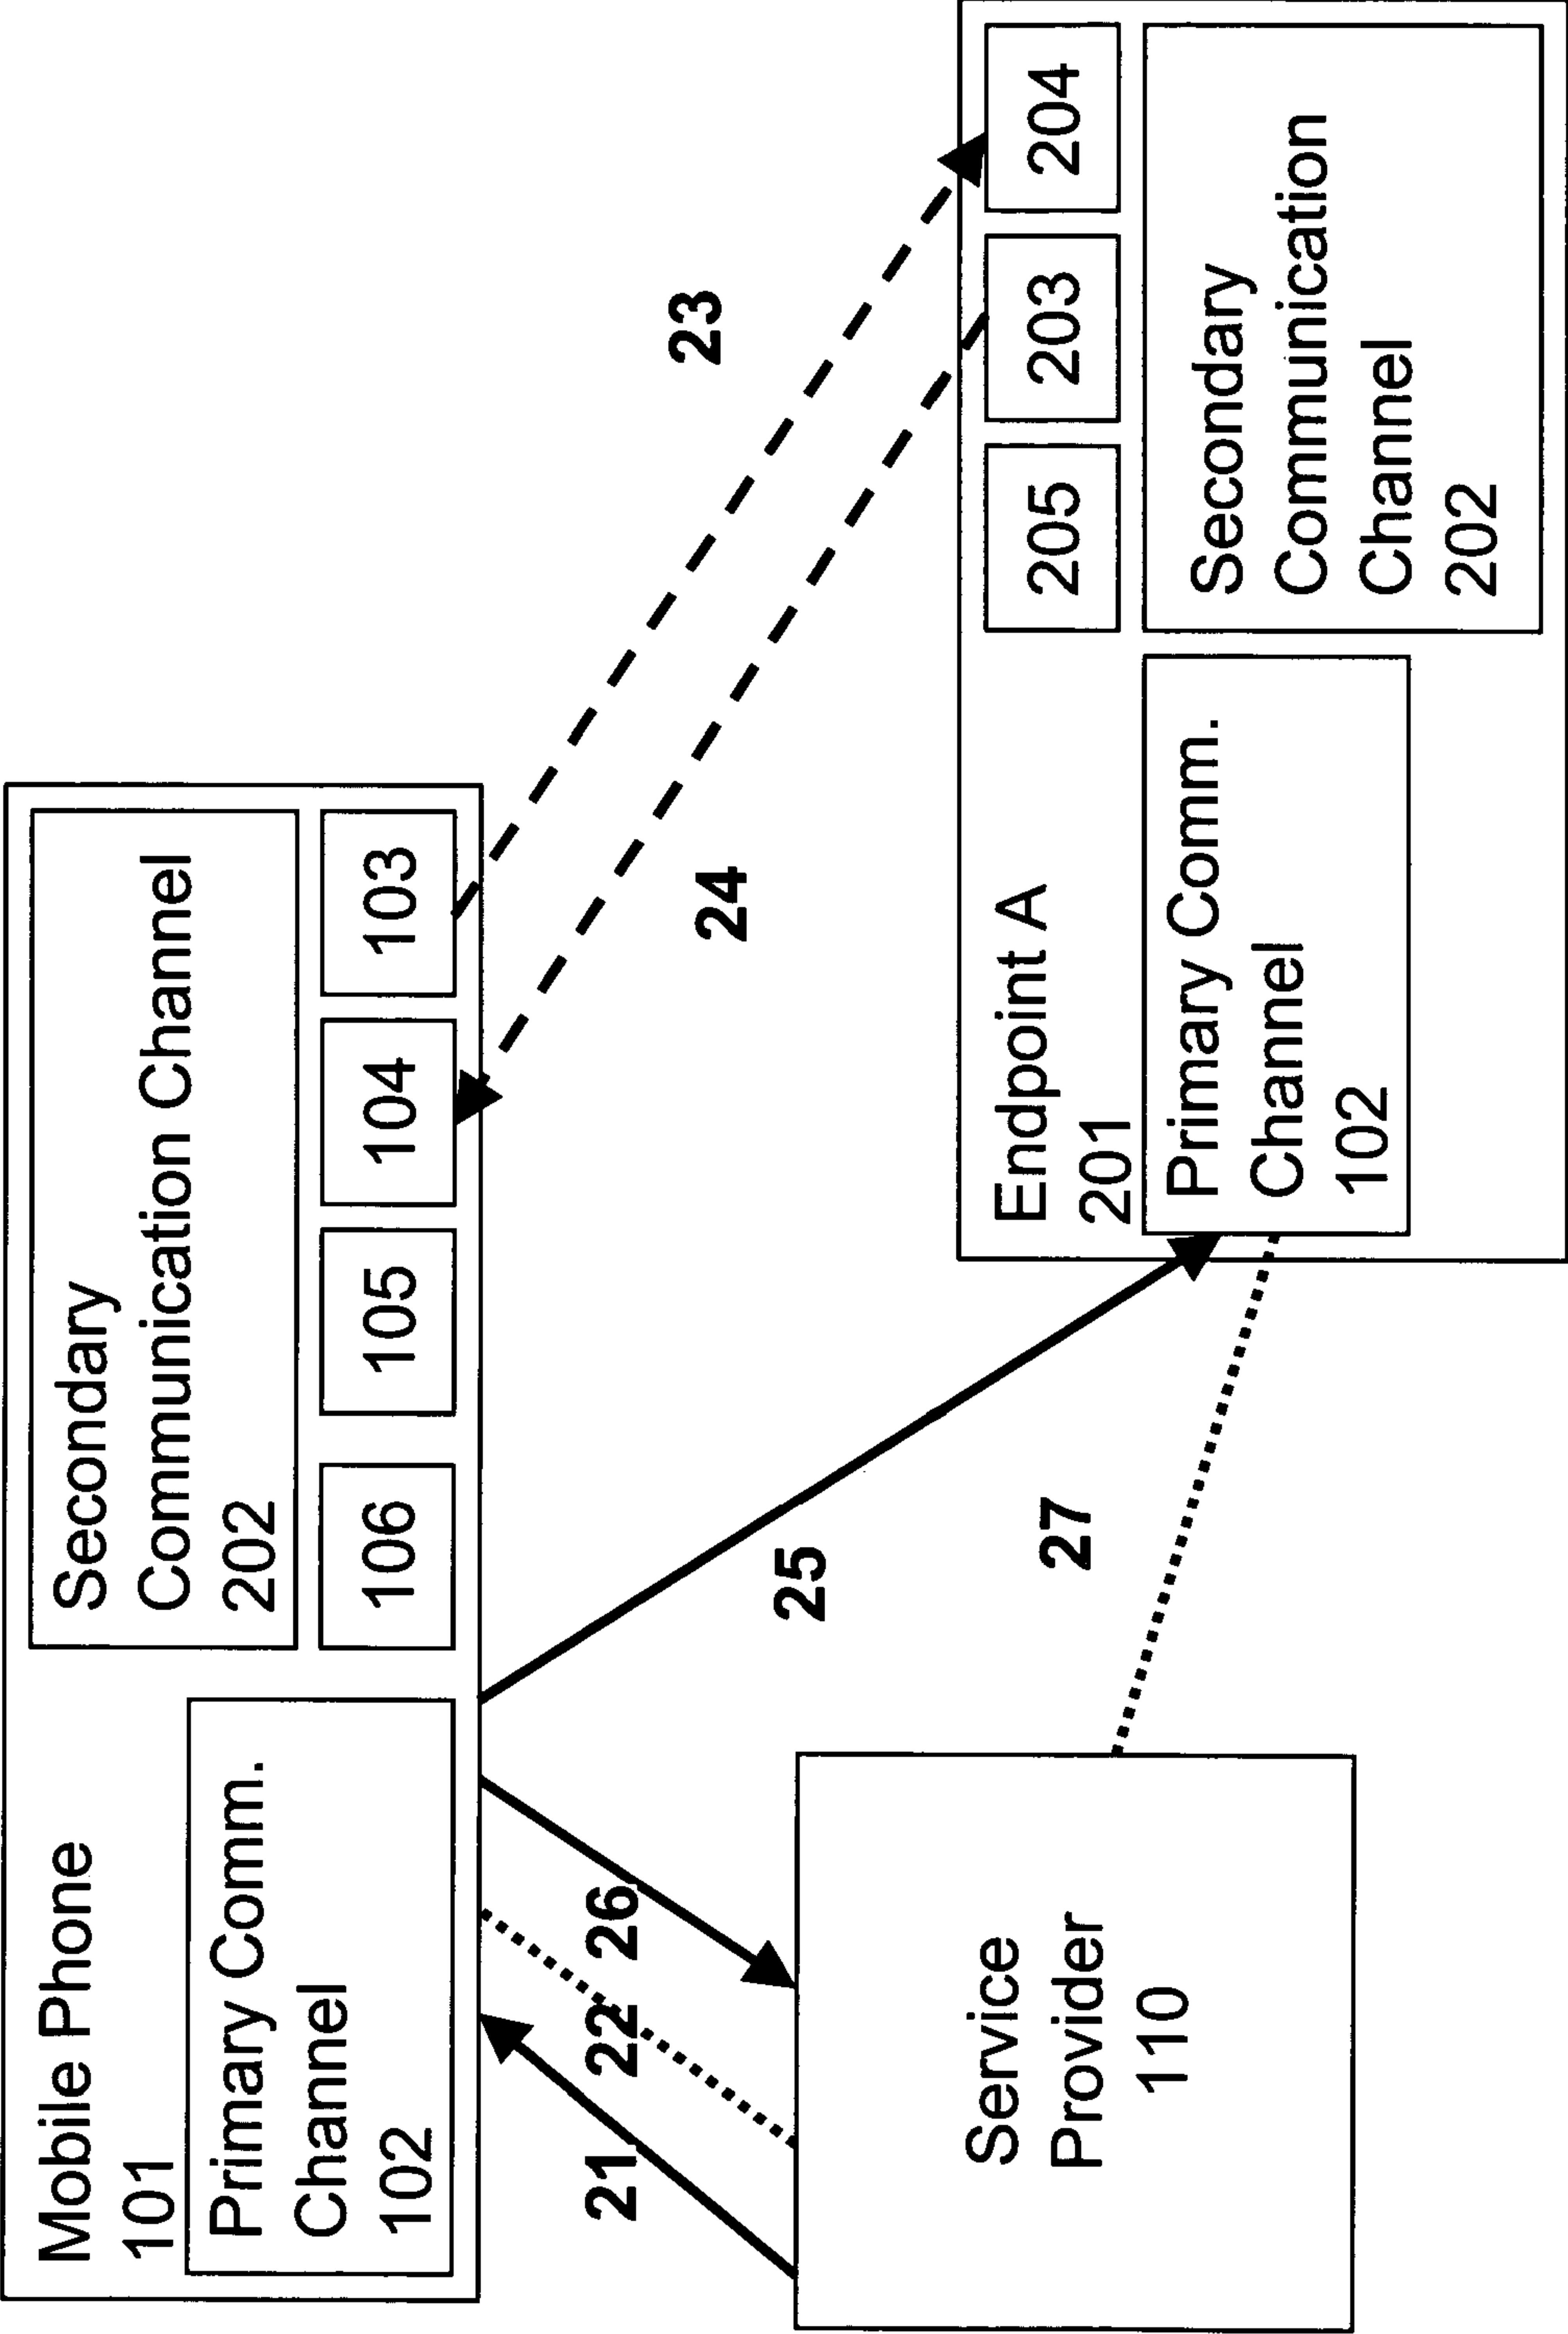 Mobile Phone
101
Primary Comm.
Channel
102
Secondary
Communication Channel
202
106
105
104
103
21
22
26
25
24
23
27
Service
Provider
110
Endpoint A
201
Primary Comm.
Channel
102
205
203
204
Secondary
Communication
Channel
202